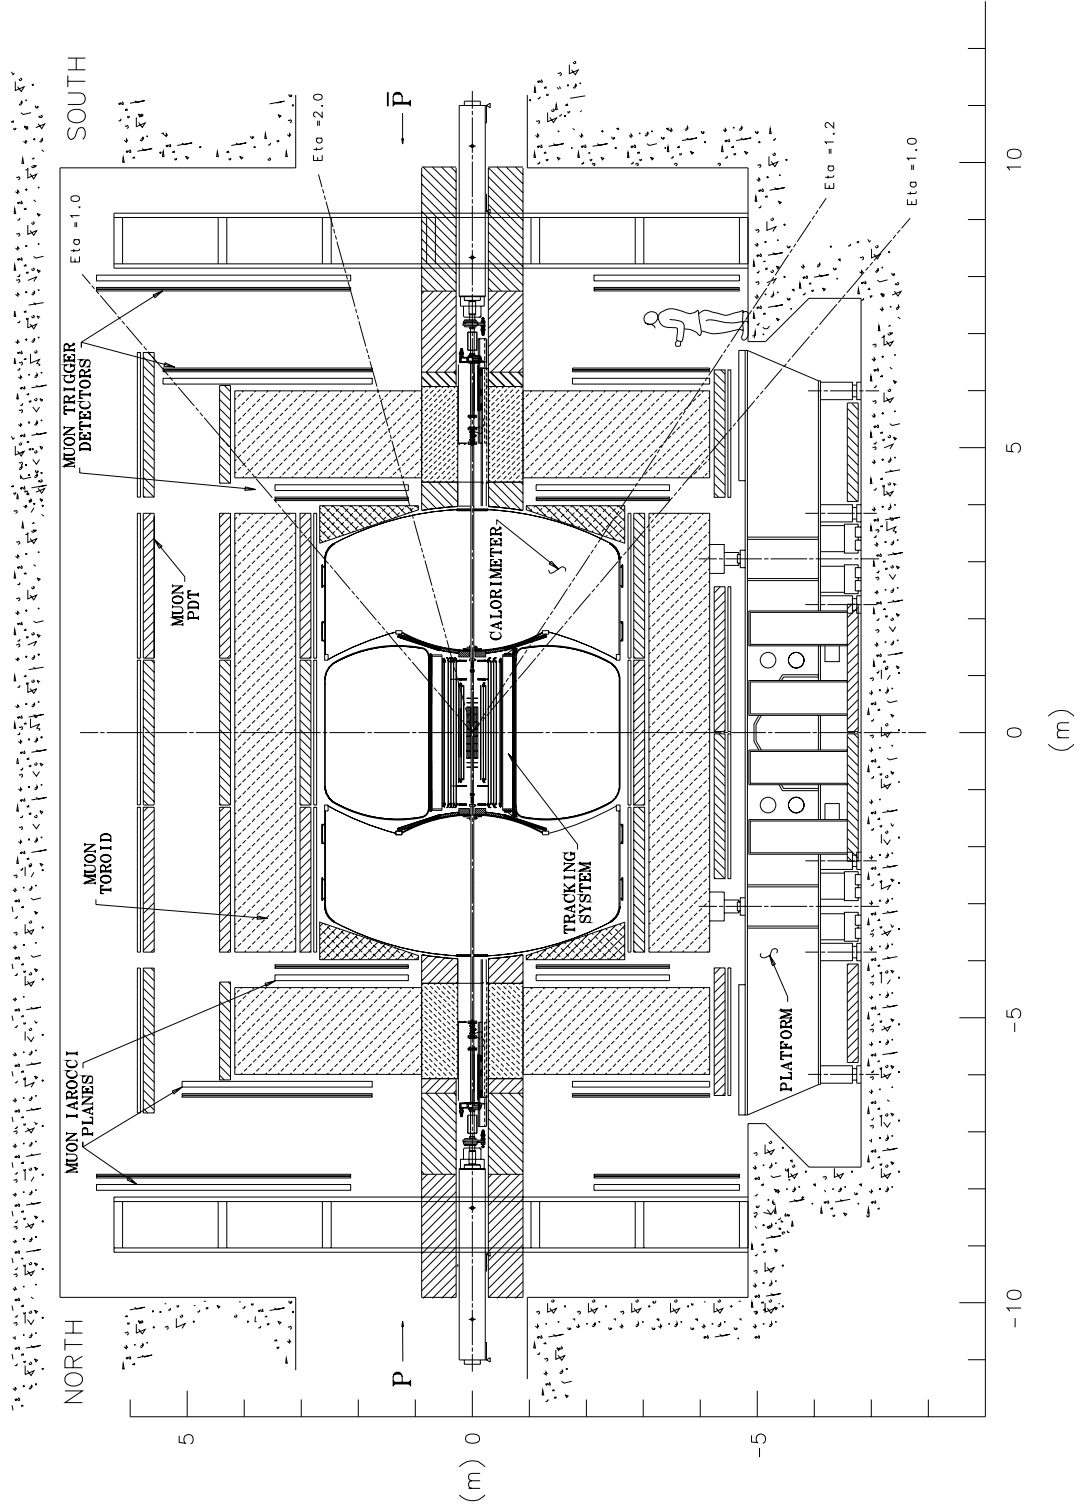 NORTH
SOUTH
MUON IAROCCI
PLANES
MUON
TOROID
MUON
PDT
MUON TRIGGER
DETECTORS
Eta =1.0
Eta =2.0
P
P̅
CALORIMETER
TRACKING
SYSTEM
Eta =1.2
Eta =1.0
PLATFORM
5
(m)
0
-5
-10
-5
0
5
10
(m)